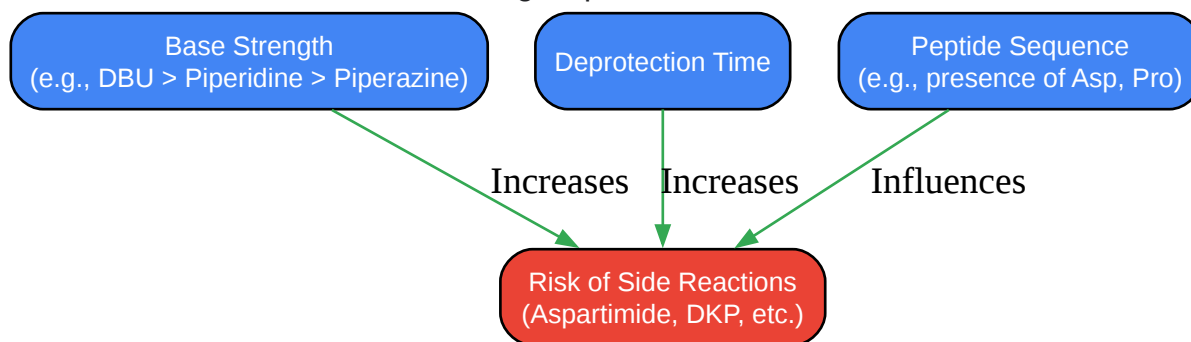 Base Strength
(e.g., DBU > Piperidine > Piperazine)
Deprotection Time
Peptide Sequence
(e.g., presence of Asp, Pro)
Increases
Increases
Influences
Risk of Side Reactions
(Aspartimide, DKP, etc.)